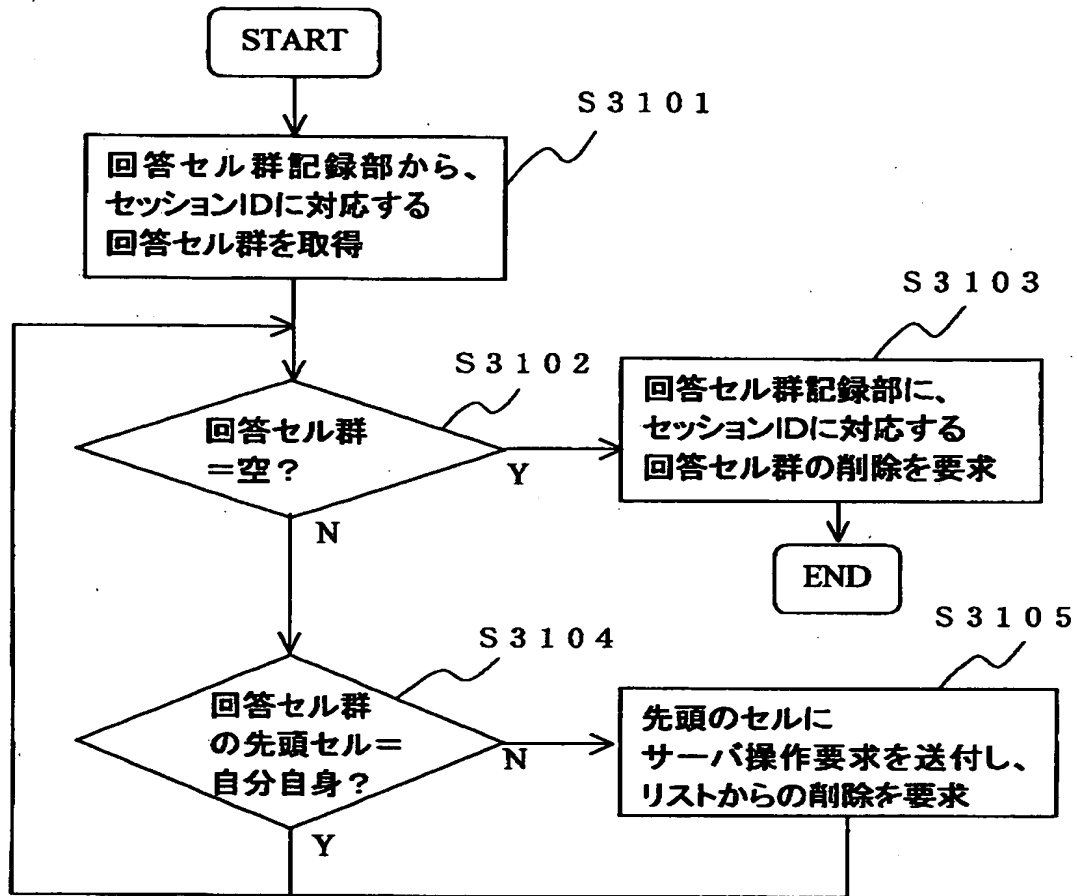 START
S3101
回答セル群記録部から、
セッションIDに対応する
回答セル群を取得
S3103
S3102
回答セル群記録部に、
セッションIDに対応する
回答セル群の削除を要求
回答セル群
=空?
Y
N
END
S3105
S3104
回答セル群
の先頭セル=
自分自身?
先頭のセルに
サーバ操作要求を送付し、
リストからの削除を要求
N
Y